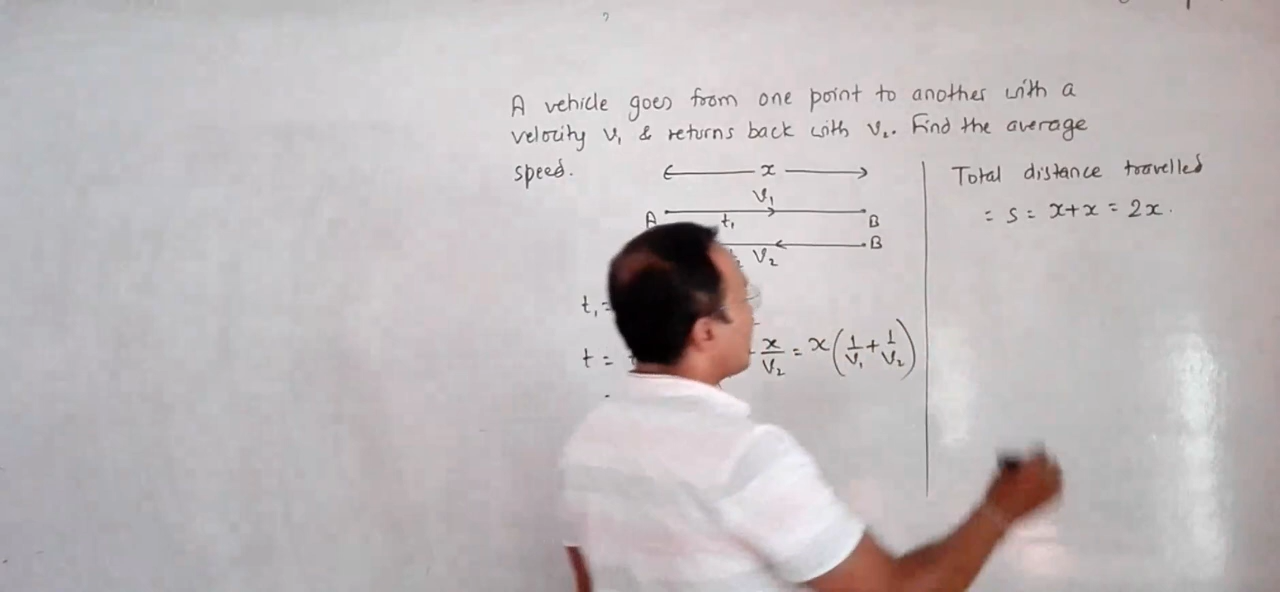 A vehicle goes from one point to another with a
velocity V₁ & returns back with V₂. Find the average
speed.
x
V₁
A t₁ B
V₂ B
t₁ =
t = x/V₂ = x(1/V₁ + 1/V₂)
Total distance travelled
= S = x+x = 2x.